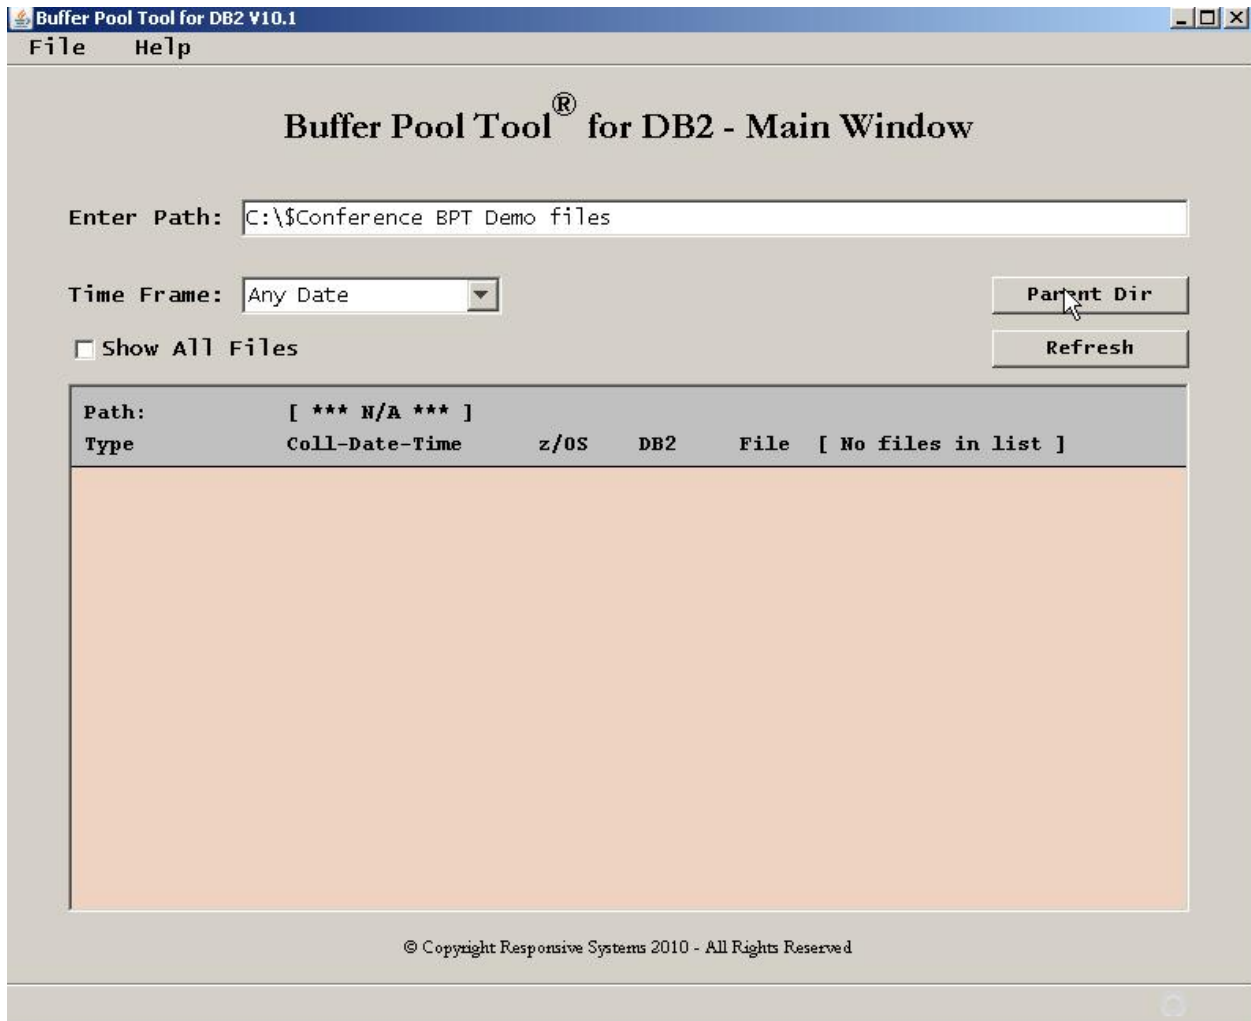 Buffer Pool Tool for DB2 V10.1
File Help
Buffer Pool Tool® for DB2 - Main Window
Enter Path: C:\$Conference BPT Demo files
Time Frame: Any Date
Parent Dir
Show All Files
Refresh
Path: [ *** N/A *** ]
Type Coll-Date-Time z/OS DB2 File [ No files in list ]
© Copyright Responsive Systems 2010 - All Rights Reserved